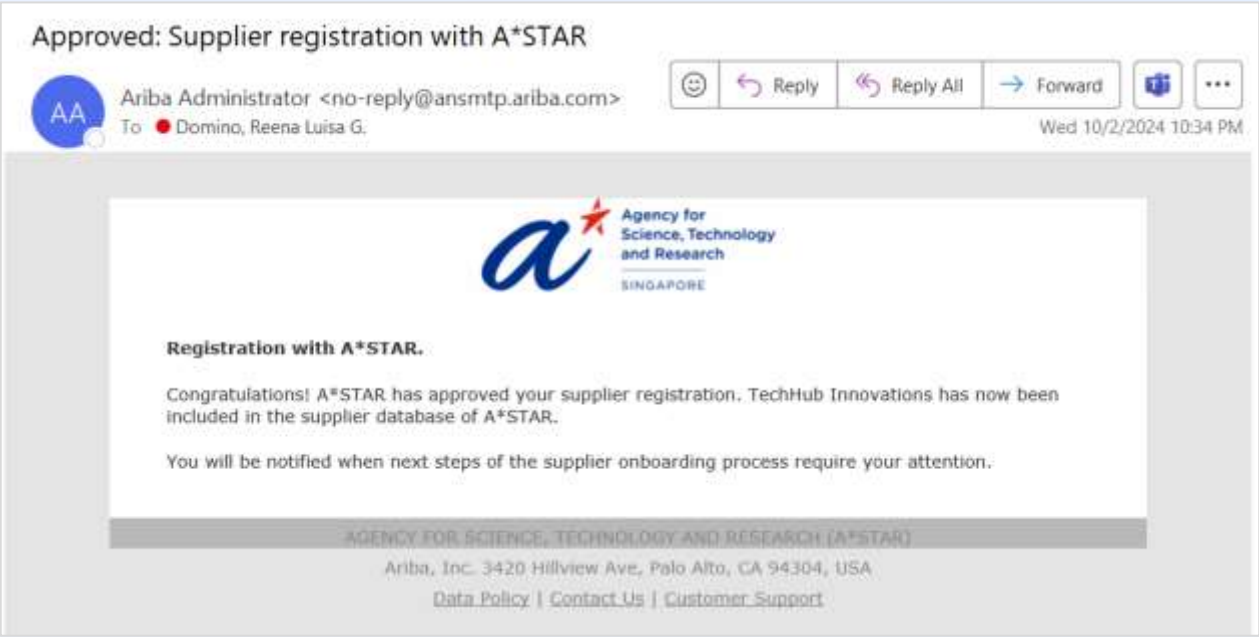 Approved: Supplier registration with A*STAR
AA
Ariba Administrator <no-reply@ansmtp.ariba.com>
To Domino, Reena Luisa G.
Reply
Reply All
Forward
Wed 10/2/2024 10:34 PM
a
Agency for
Science, Technology
and Research
SINGAPORE
Registration with A*STAR.
Congratulations! A*STAR has approved your supplier registration. TechHub Innovations has now been
included in the supplier database of A*STAR.
You will be notified when next steps of the supplier onboarding process require your attention.
AGENCY FOR SCIENCE, TECHNOLOGY AND RESEARCH (A*STAR)
Ariba, Inc. 3420 Hillview Ave, Palo Alto, CA 94304, USA
Data Policy | Contact Us | Customer Support